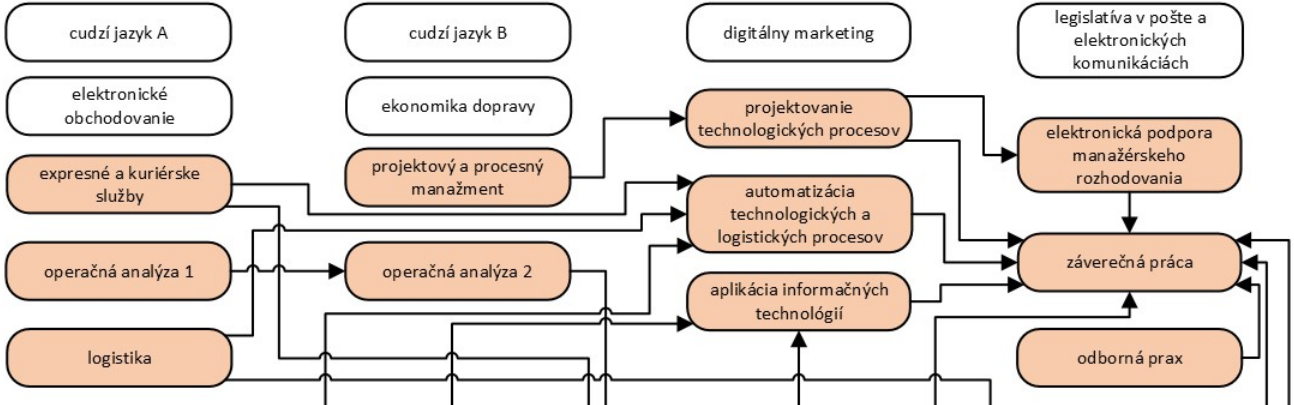 cudzí jazyk A
elektronické
obchodovanie
expresné a kuriérske
služby
operačná analýza 1
logistika
cudzí jazyk B
ekonomika dopravy
projektový a procesný
manažment
operačná analýza 2
digitálny marketing
projektovanie
technologických procesov
automatizácia
technologických a
logistických procesov
aplikácia informačných
technológií
legislatíva v pošte a
elektronických
komunikáciách
elektronická podpora
manažérskeho
rozhodovania
záverečná práca
odborná prax